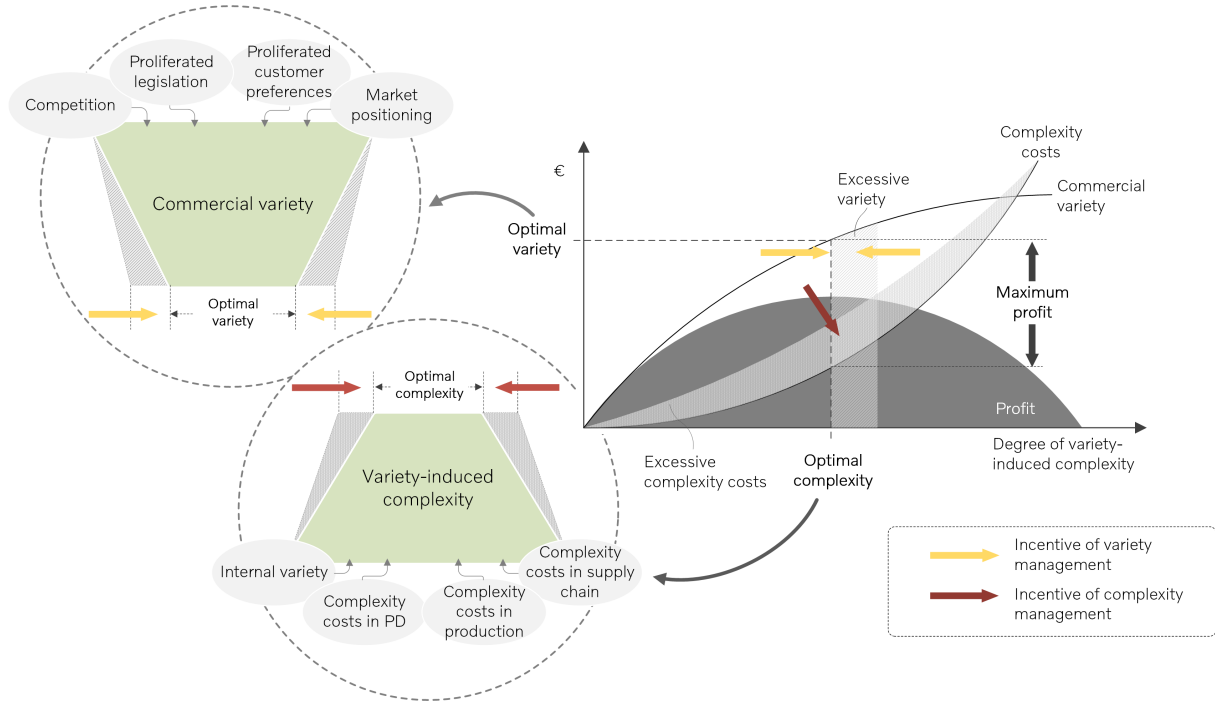 Competition
Proliferated
legislation
Proliferated
customer
preferences
Market
positioning
Commercial variety
Optimal
variety
Optimal
complexity
Variety-induced
complexity
Internal variety
Complexity
costs in PD
Complexity
costs in
production
Complexity
costs in supply
chain
€
Optimal
variety
Excessive
variety
Complexity
costs
Commercial
variety
Maximum
profit
Profit
Degree of variety-
induced complexity
Excessive
complexity costs
Optimal
complexity
Incentive of variety
management
Incentive of complexity
management